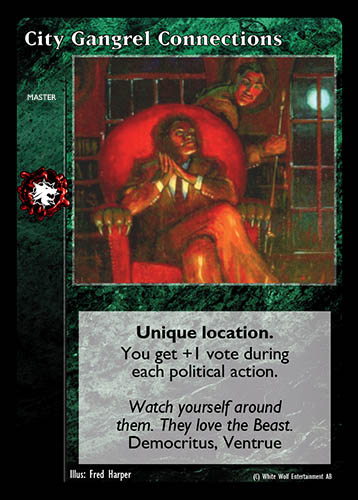 City Gangrel Connections
MASTER
Unique location.
You get +1 vote during
each political action.
Watch yourself around
them. They love the Beast.
Democritus, Ventrue
Illus: Fred Harper
(C) White Wolf Entertainment AB